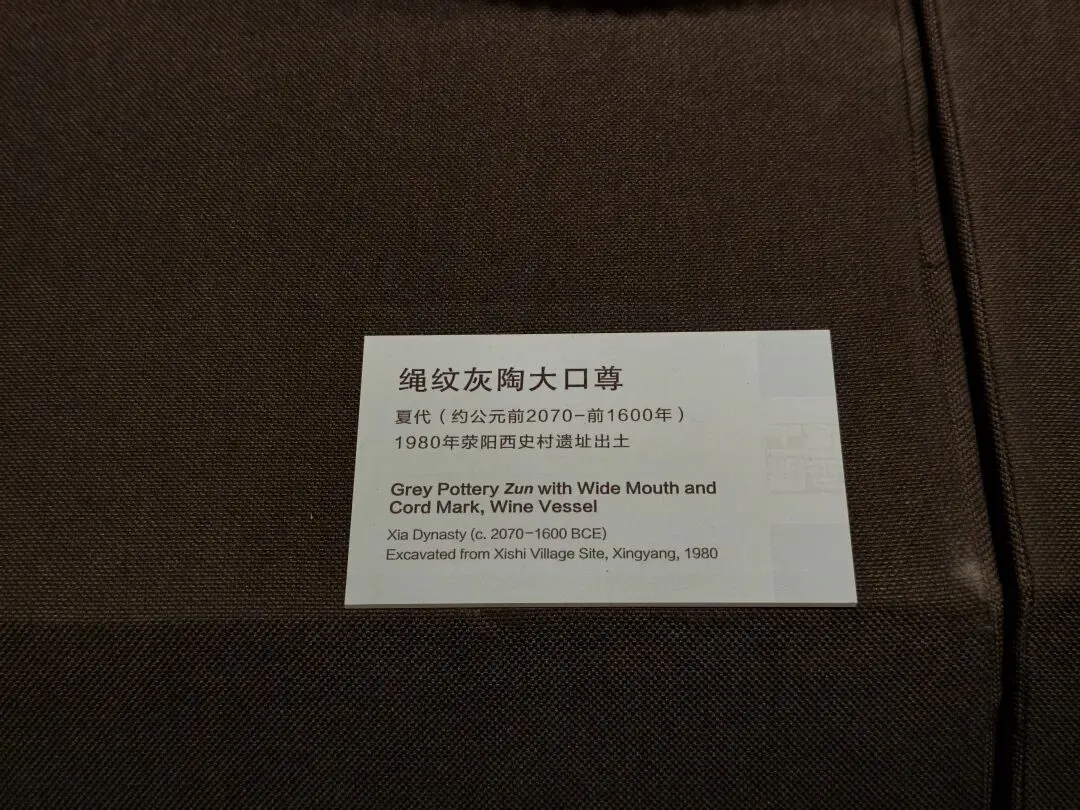 绳纹灰陶大口尊
夏代（约公元前2070-前1600年）
1980年荥阳西史村遗址出土
Grey Pottery Zun with Wide Mouth and
Cord Mark, Wine Vessel
Xia Dynasty (c. 2070-1600 BCE)
Excavated from Xishi Village Site, Xingyang, 1980